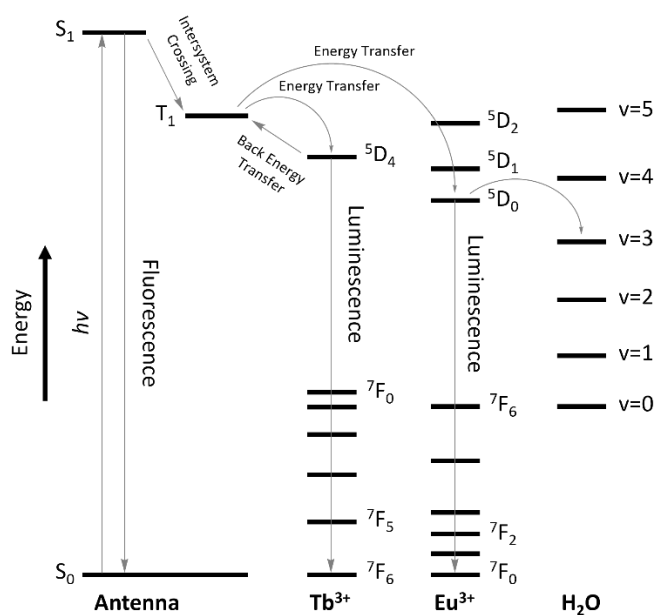 S1
Intersystem
Crossing
Energy Transfer
Energy Transfer
T1
Back Energy
Transfer
5D4
5D2
5D1
5D0
v=5
v=4
v=3
v=2
v=1
v=0
Energy
hν
Fluorescence
Luminescence
Luminescence
7F0
7F5
7F6
7F6
7F2
7F0
S0
Antenna
Tb3+
Eu3+
H2O